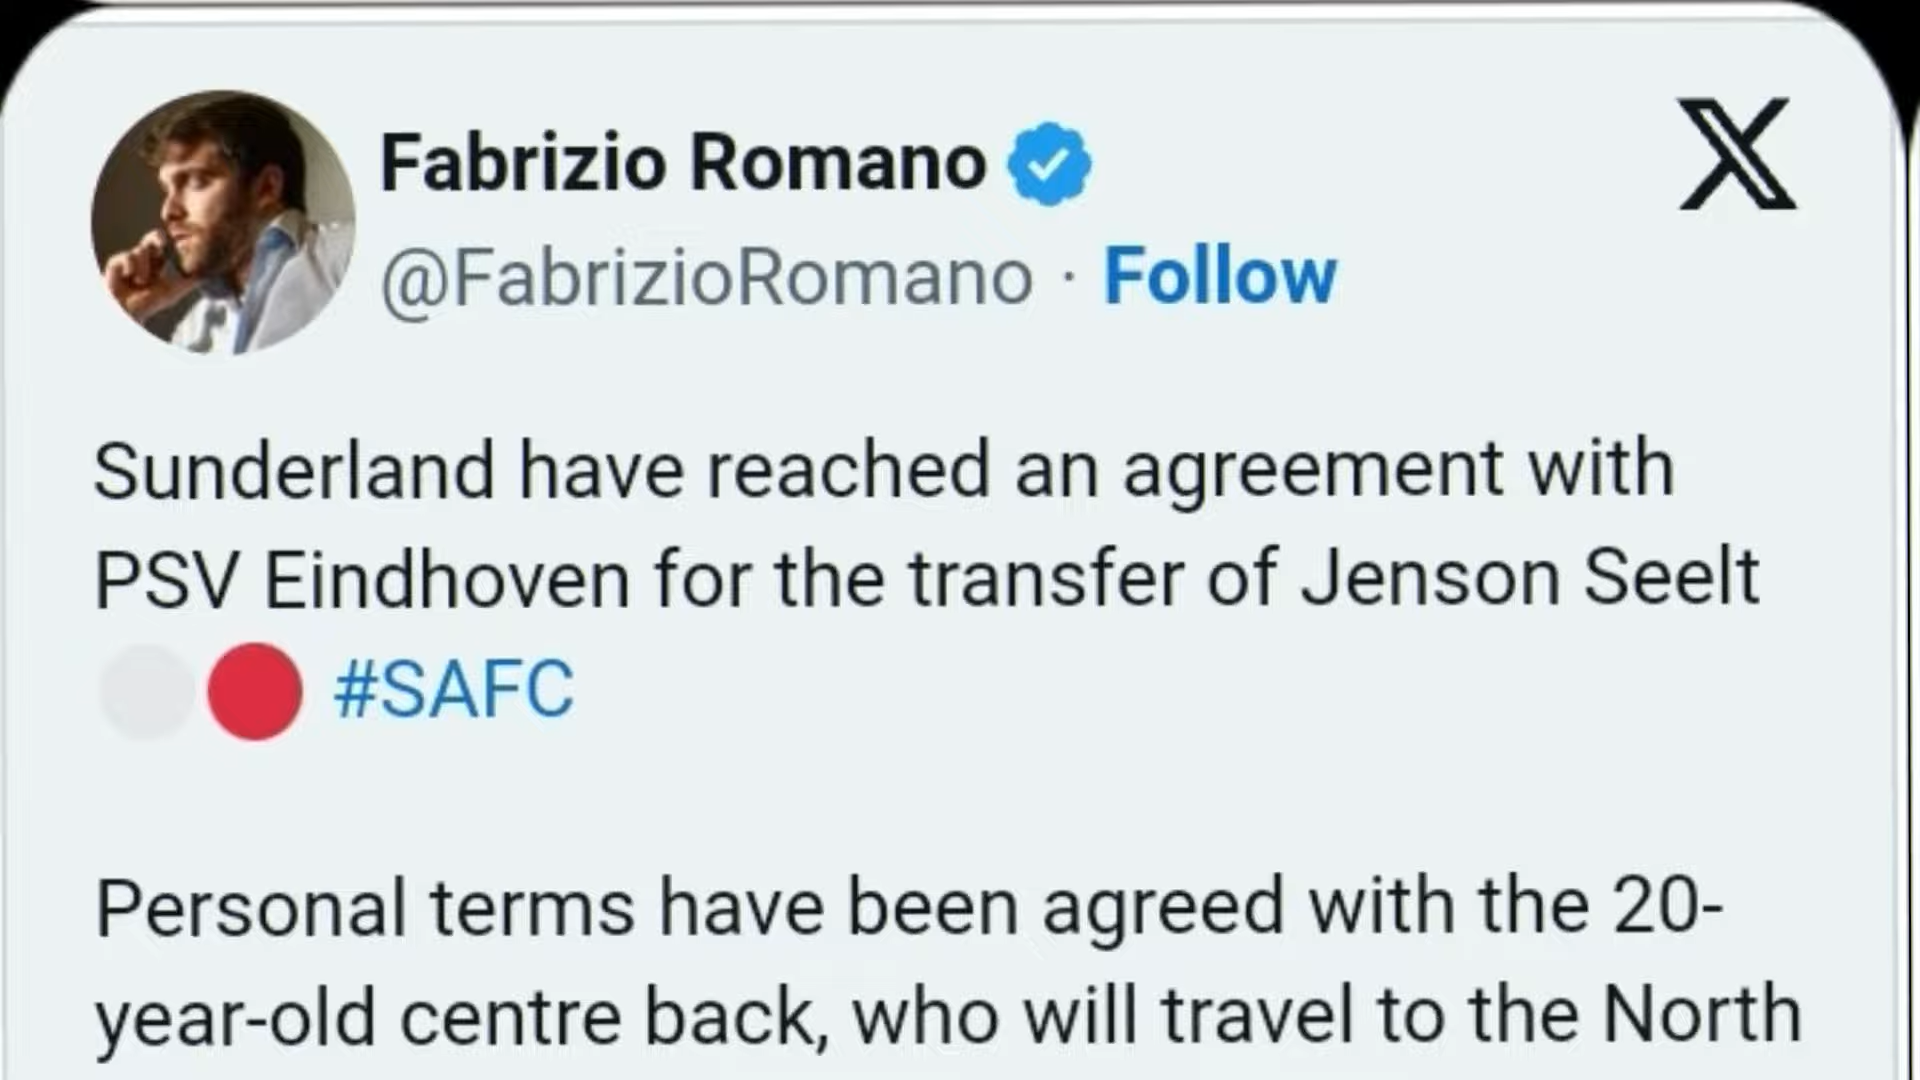 Fabrizio Romano
@FabrizioRomano · Follow
Sunderland have reached an agreement with
PSV Eindhoven for the transfer of Jenson Seelt
⚪🔴 #SAFC
Personal terms have been agreed with the 20-
year-old centre back, who will travel to the North